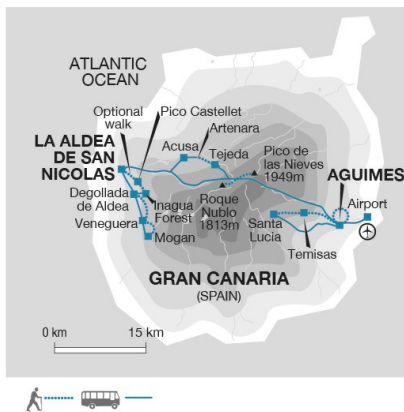 ATLANTIC
OCEAN
Optional
walk
Pico Castellet
Artenara
Acusa
Tejeda
Pico de
las Nieves
1949m
LA ALDEA
DE SAN
NICOLAS
AGUIMES
Degollada
de Aldea
Inagua
Forest
Roque
Nublo
1813m
Airport
Santa
Lucia
Veneguera
Mogan
Temisas
GRAN CANARIA
(SPAIN)
0 km
15 km